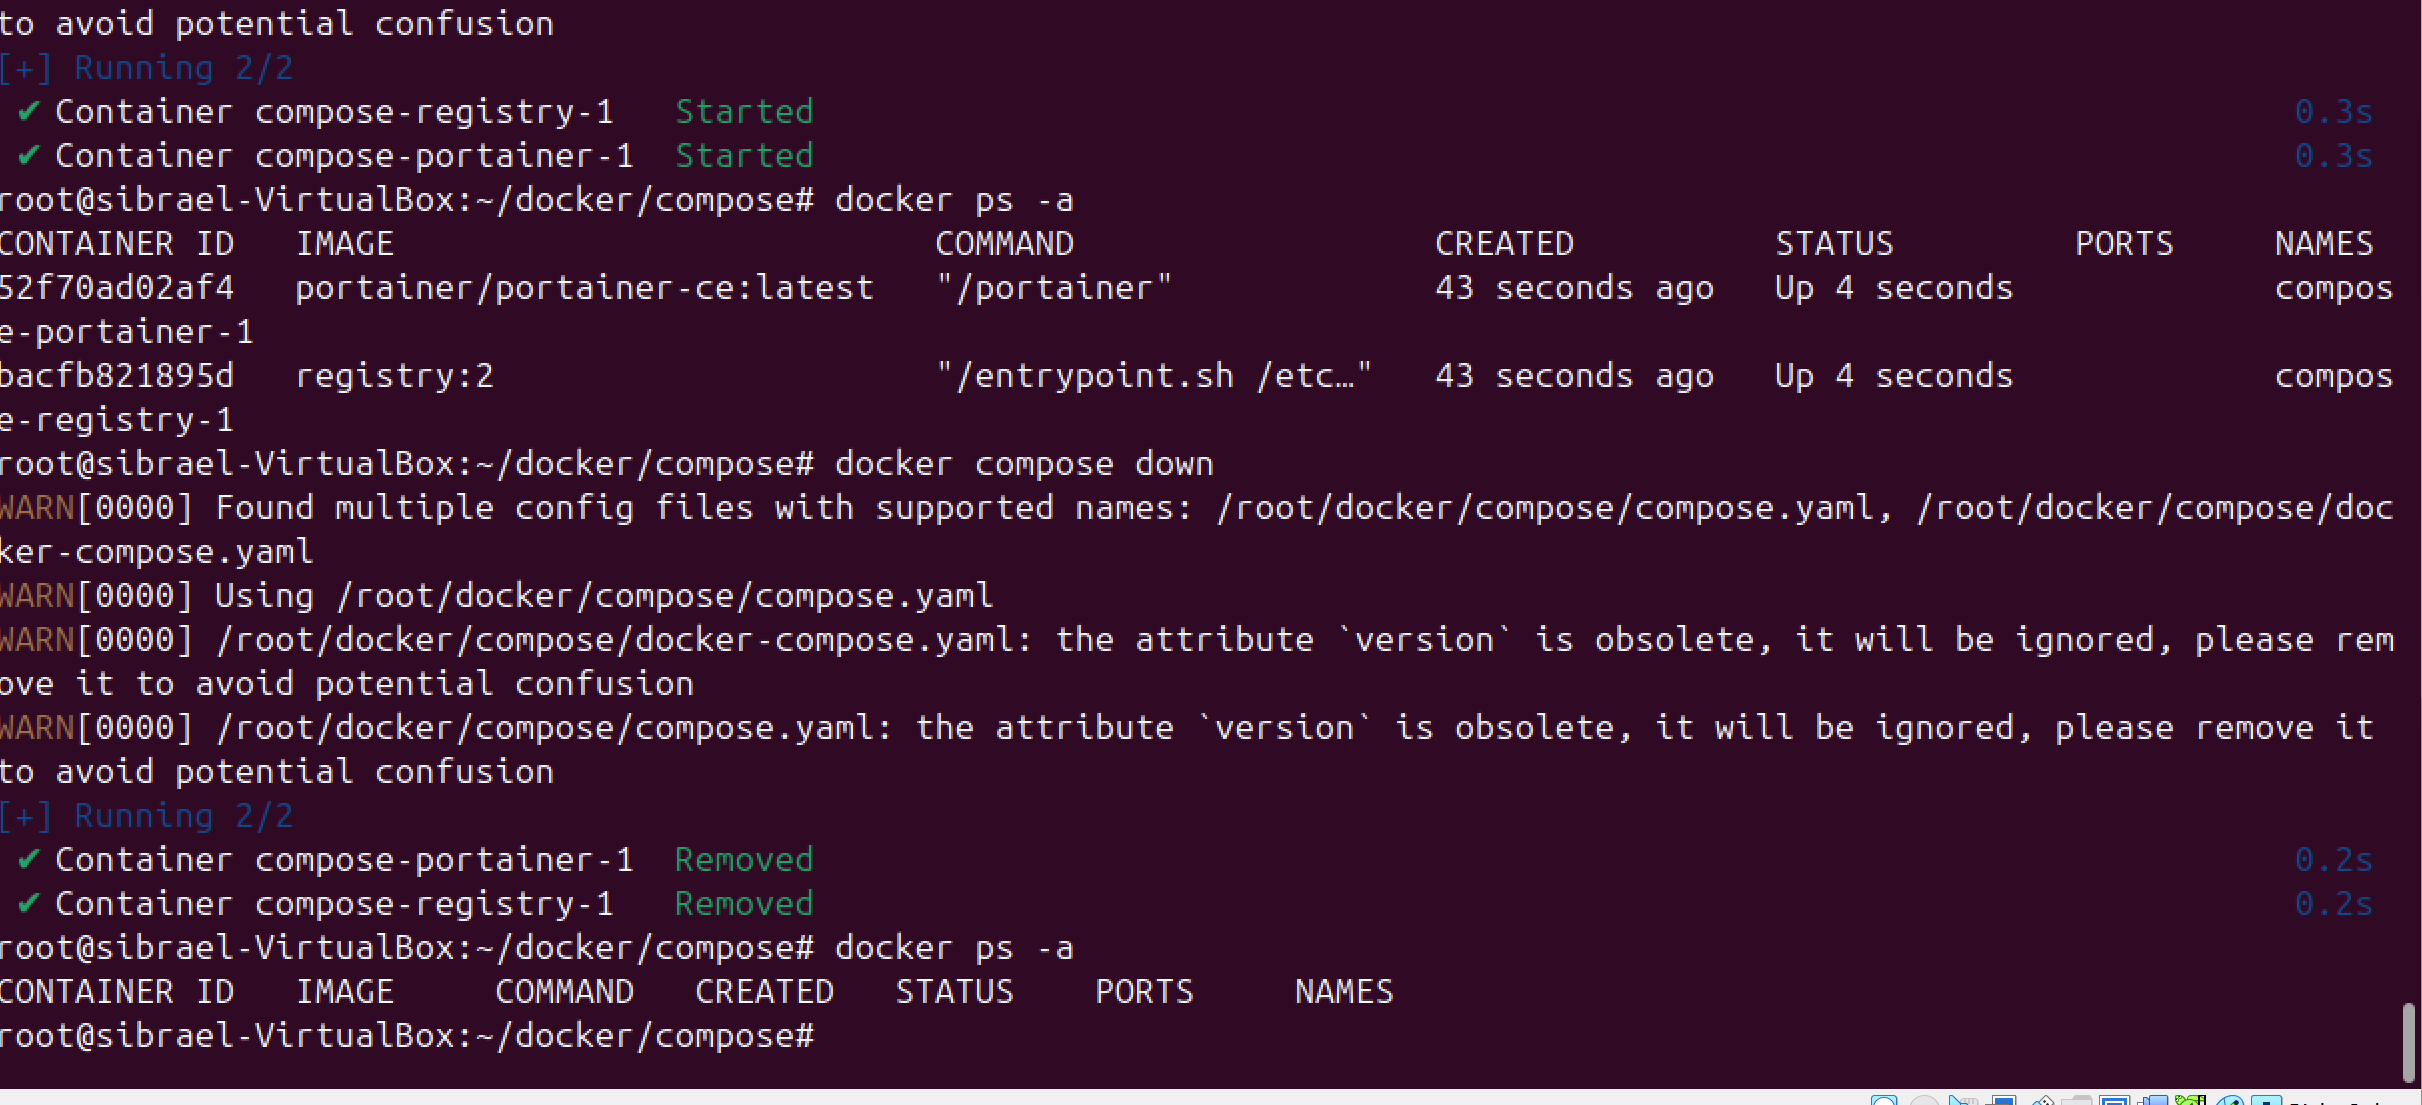 to avoid potential confusion
[+] Running 2/2
✔ Container compose-registry-1   Started   0.3s
✔ Container compose-portainer-1  Started   0.3s
root@sibrael-VirtualBox:~/docker/compose# docker ps -a
CONTAINER ID   IMAGE                           COMMAND                  CREATED          STATUS         PORTS     NAMES
52f70ad02af4   portainer/portainer-ce:latest   "/portainer"             43 seconds ago   Up 4 seconds             compos
e-portainer-1
bacfb821895d   registry:2                      "/entrypoint.sh /etc…"   43 seconds ago   Up 4 seconds             compos
e-registry-1
root@sibrael-VirtualBox:~/docker/compose# docker compose down
WARN[0000] Found multiple config files with supported names: /root/docker/compose/compose.yaml, /root/docker/compose/doc
ker-compose.yaml
WARN[0000] Using /root/docker/compose/compose.yaml
WARN[0000] /root/docker/compose/docker-compose.yaml: the attribute `version` is obsolete, it will be ignored, please rem
ove it to avoid potential confusion
WARN[0000] /root/docker/compose/compose.yaml: the attribute `version` is obsolete, it will be ignored, please remove it
to avoid potential confusion
[+] Running 2/2
✔ Container compose-portainer-1  Removed   0.2s
✔ Container compose-registry-1   Removed   0.2s
root@sibrael-VirtualBox:~/docker/compose# docker ps -a
CONTAINER ID   IMAGE     COMMAND   CREATED   STATUS    PORTS     NAMES
root@sibrael-VirtualBox:~/docker/compose#